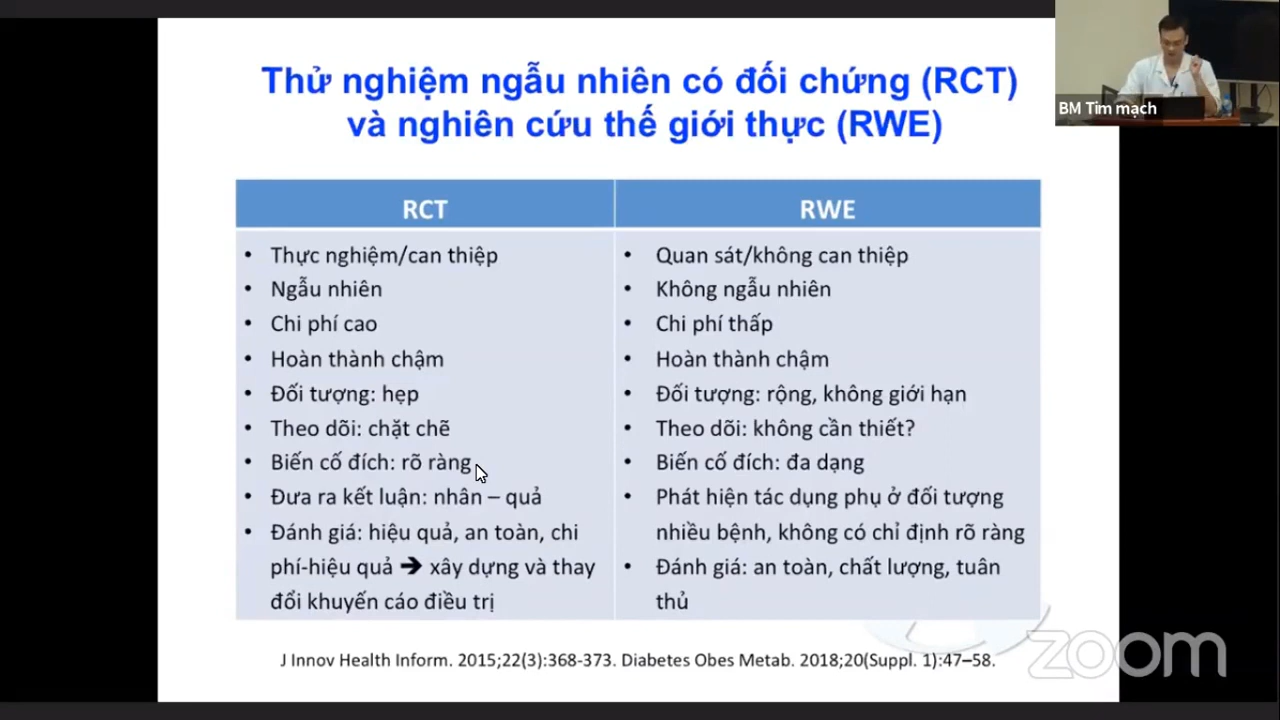 Thử nghiệm ngẫu nhiên có đối chứng (RCT)
và nghiên cứu thế giới thực (RWE)
BM Tim mạch
RCT
• Thực nghiệm/can thiệp
• Ngẫu nhiên
• Chi phí cao
• Hoàn thành chậm
• Đối tượng: hẹp
• Theo dõi: chặt chẽ
• Biến cố đích: rõ ràng
• Đưa ra kết luận: nhân – quả
• Đánh giá: hiệu quả, an toàn, chi
phí-hiệu quả ➔ xây dựng và thay
đổi khuyến cáo điều trị
RWE
• Quan sát/không can thiệp
• Không ngẫu nhiên
• Chi phí thấp
• Hoàn thành chậm
• Đối tượng: rộng, không giới hạn
• Theo dõi: không cần thiết?
• Biến cố đích: đa dạng
• Phát hiện tác dụng phụ ở đối tượng
nhiều bệnh, không có chỉ định rõ ràng
• Đánh giá: an toàn, chất lượng, tuân
thủ
J Innov Health Inform. 2015;22(3):368-373. Diabetes Obes Metab. 2018;20(Suppl. 1):47–58.
zoom